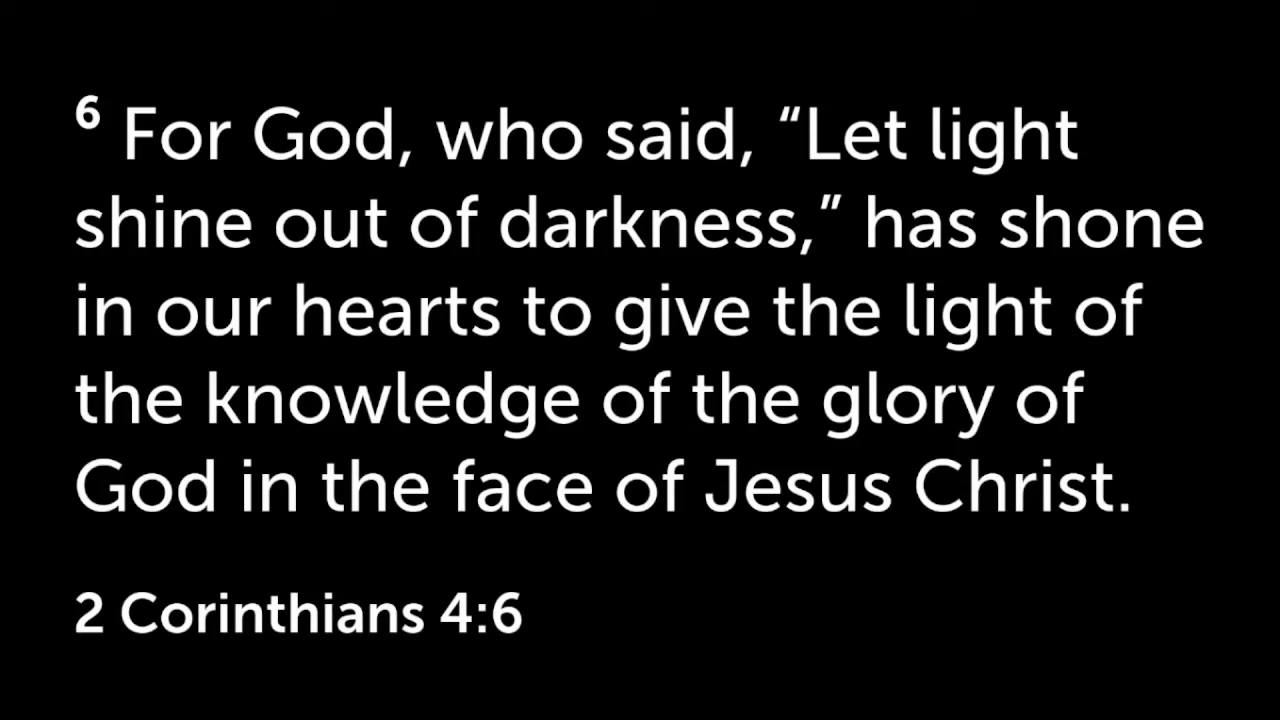 6 For God, who said, “Let light
shine out of darkness,” has shone
in our hearts to give the light of
the knowledge of the glory of
God in the face of Jesus Christ.
2 Corinthians 4:6